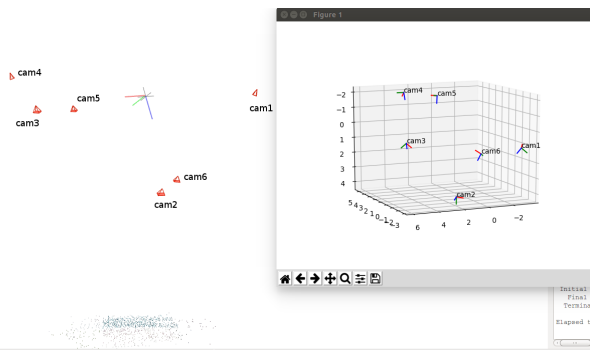 Figure 1
cam4
cam5
cam3
cam1
cam6
cam2
cam4
cam5
cam3
cam6
cam1
cam2
−2
−1
0
1
2
3
4
5 4 3 2 1 0 −1 −2 −3
6 4 2 0 −2
Initial
Final
Termina
Elapsed t